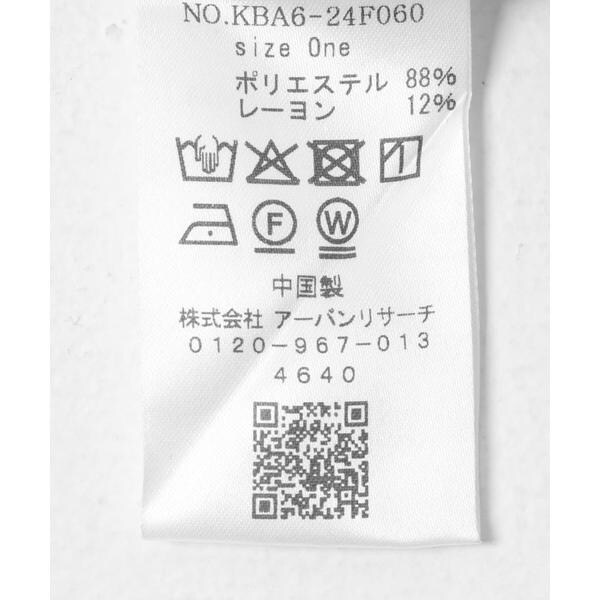 NO.KBA6-24F060
size One
ポリエステル 88%
レーヨン 12%
F W
中国製
株式会社 アーバンリサーチ
0120-967-013
4640